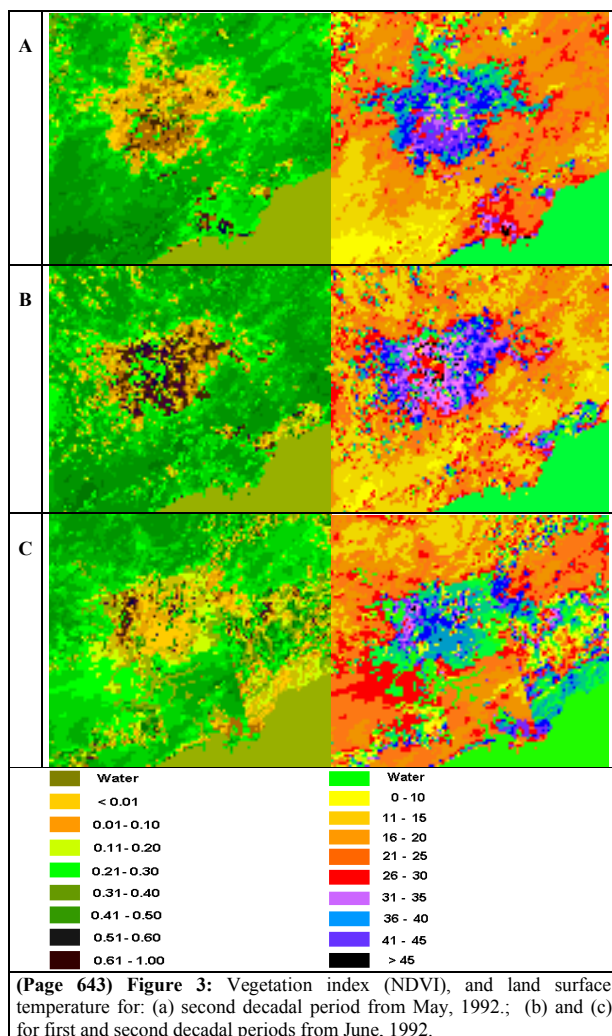 A
B
C
Water
< 0.01
0.01- 0.10
0.11- 0.20
0.21- 0.30
0.31- 0.40
0.41 - 0.50
0.51 - 0.60
0.61 - 1.00
Water
0 - 10
11 - 15
16 - 20
21 - 25
26 - 30
31 - 35
36 - 40
41 - 45
> 45
(Page 643) Figure 3: Vegetation index (NDVI), and land surface
temperature for: (a) second decadal period from May, 1992.; (b) and (c)
for first and second decadal periods from June, 1992.